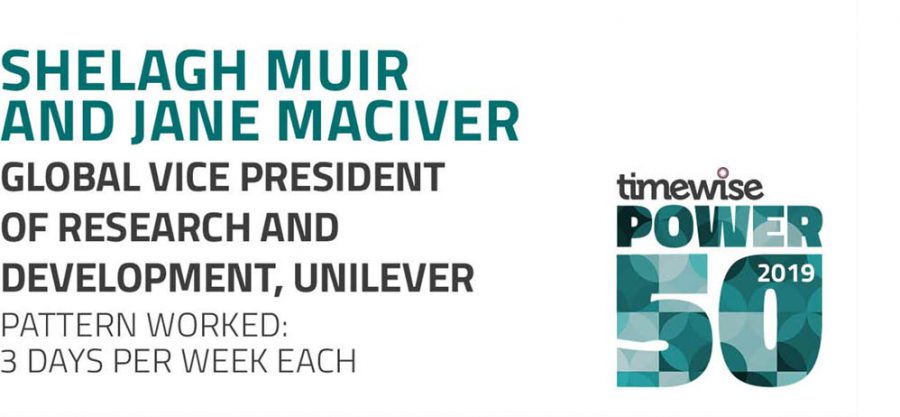 SHELAGH MUIR
AND JANE MACIVER
GLOBAL VICE PRESIDENT
OF RESEARCH AND
DEVELOPMENT, UNILEVER
PATTERN WORKED:
3 DAYS PER WEEK EACH
timewise
POWER
50
2019